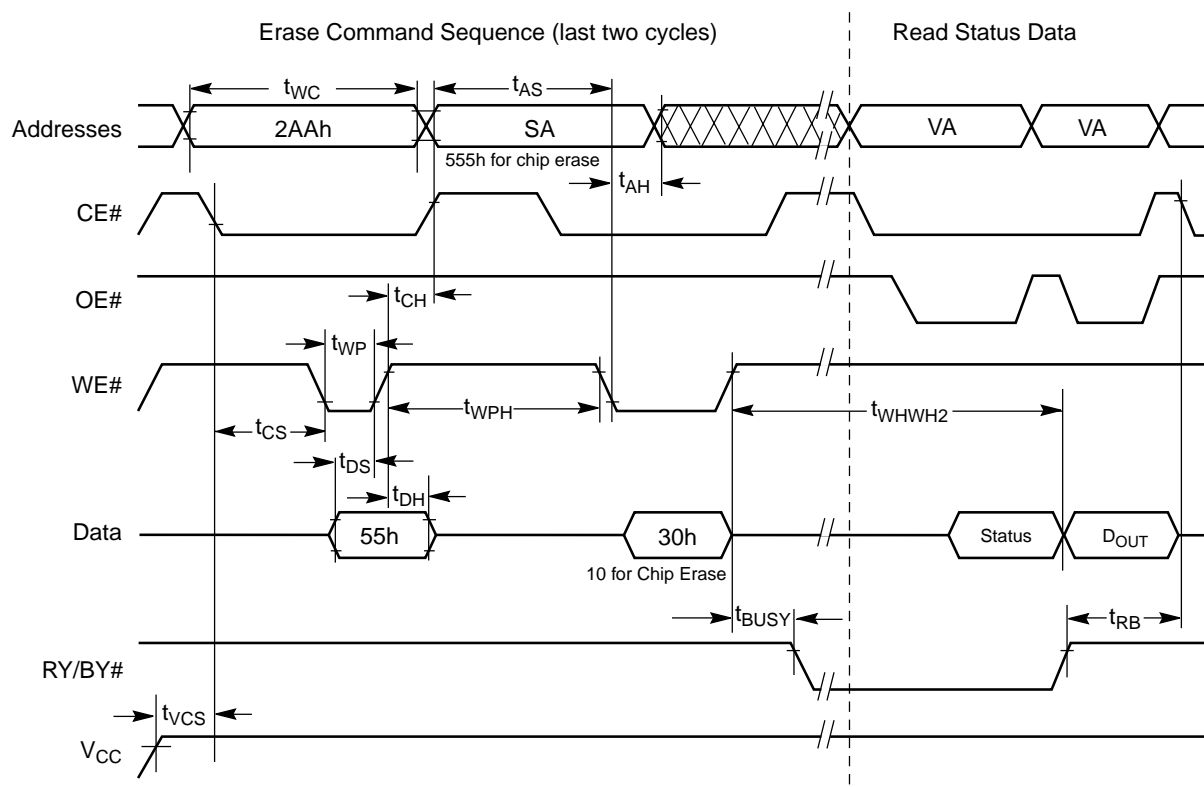 Erase Command Sequence (last two cycles)
Read Status Data
tWC
tAS
Addresses
2AAh
SA
VA
VA
555h for chip erase
tAH
CE#
OE#
tCH
tWP
WE#
tWPH
tWHWH2
tCS
tDS
tDH
Data
55h
30h
Status
DOUT
10 for Chip Erase
tBUSY
tRB
RY/BY#
tVCS
VCC